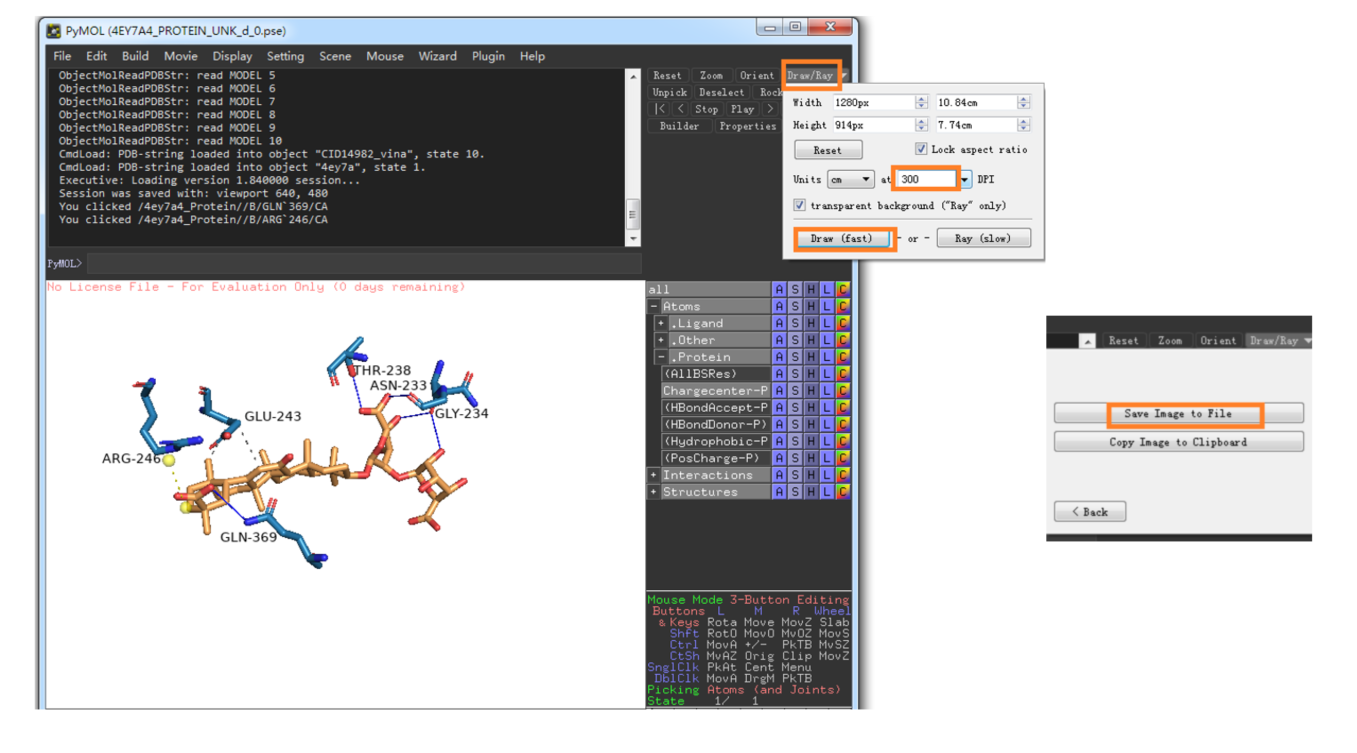 PyMOL (4EY7A4_PROTEIN_UNK_d_0.pse)
File Edit Build Movie Display Setting Scene Mouse Wizard Plugin Help
ObjectMolReadPDBStr: read MODEL 5
ObjectMolReadPDBStr: read MODEL 6
ObjectMolReadPDBStr: read MODEL 7
ObjectMolReadPDBStr: read MODEL 8
ObjectMolReadPDBStr: read MODEL 9
ObjectMolReadPDBStr: read MODEL 10
CmdLoad: PDB-string loaded into object "CID14982_vina", state 10.
CmdLoad: PDB-string loaded into object "4ey7a", state 1.
Executive: Loading version 1.840000 session...
Session was saved with: viewport 640, 480
You clicked /4ey7a4_Protein//B/GLN`369/CA
You clicked /4ey7a4_Protein//B/ARG`246/CA
PyMOL>
Reset Zoom Orient Draw/Ray
Unpick Deselect Rock
|< < Stop Play >
Builder Properties
Width 1280px 10.84cm
Height 914px 7.74cm
Reset Lock aspect ratio
Units cm at 300 DPI
transparent background ("Ray" only)
Draw (fast) - or - Ray (slow)
No License File - For Evaluation Only (0 days remaining)
THR-238
ASN-233
GLY-234
GLU-243
ARG-246
GLN-369
all A S H L C
- Atoms A S H L C
+ .Ligand A S H L C
+ .Other A S H L C
- .Protein A S H L C
(AllBSRes) A S H L C
Chargecenter-P A S H L C
(HBondAccept-P A S H L C
(HBondDonor-P) A S H L C
(Hydrophobic-P A S H L C
(PosCharge-P) A S H L C
+ Interactions A S H L C
+ Structures A S H L C
Mouse Mode 3-Button Editing
Buttons L M R Wheel
& Keys Rota Move MovZ Slab
Shft RotO MovO MvOZ MovS
Ctrl MovA +/- PkTB MvSZ
CtSh MvAZ Orig Clip MovZ
SnglClk PkAt Cent Menu
DblClk MovA DrgM PkTB
Picking Atoms (and Joints)
State 1/ 1
Reset Zoom Orient Draw/Ray
Save Image to File
Copy Image to Clipboard
< Back